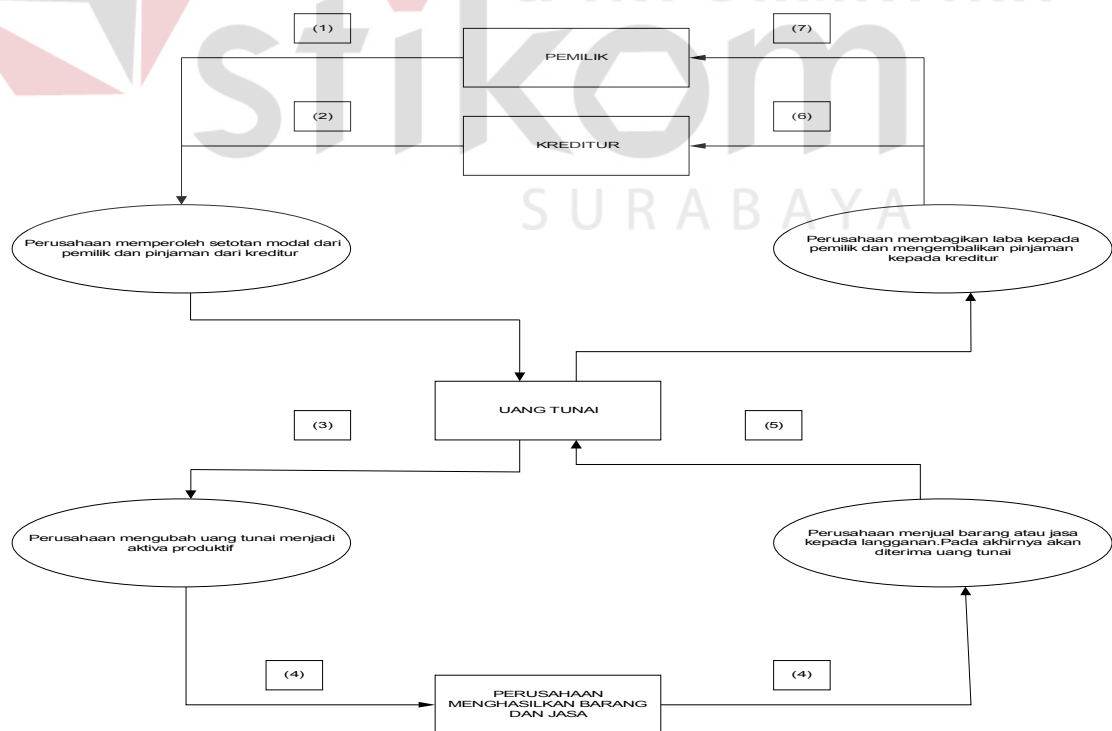 (1)
(7)
PEMILIK
stikom
(2)
(6)
KREDITUR
SURABAYA
Perusahaan memperoleh setotan modal dari
pemilik dan pinjaman dari kreditur
Perusahaan membagikan laba kepada
pemilik dan mengembalikan pinjaman
kepada kreditur
UANG TUNAI
(3)
(5)
Perusahaan mengubah uang tunai menjadi
aktiva produktif
Perusahaan menjual barang atau jasa
kepada langganan.Pada akhirnya akan
diterima uang tunai
(4)
(4)
PERUSAHAAN
MENGHASILKAN BARANG
DAN JASA